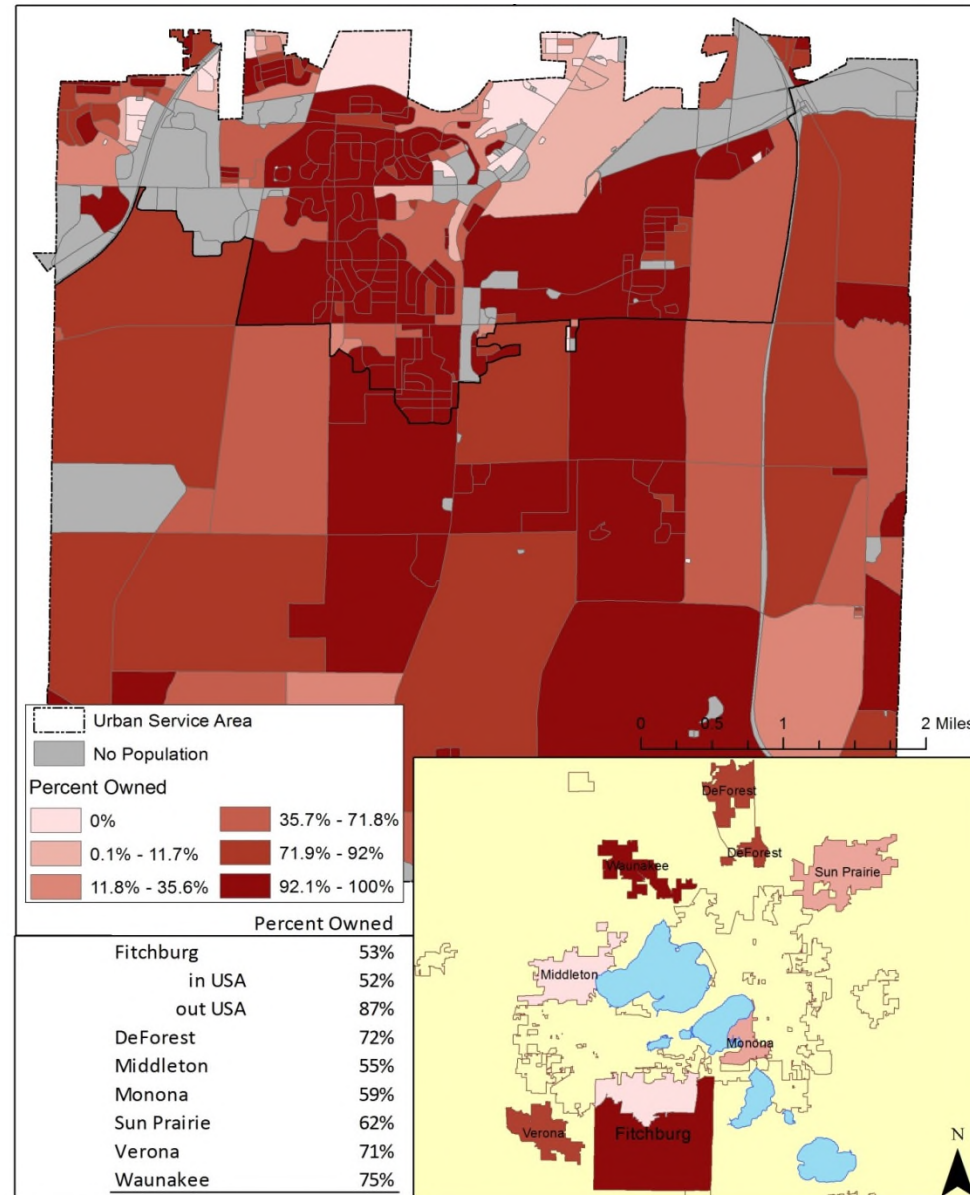 Urban Service Area
No Population
Percent Owned
0%
0.1% - 11.7%
11.8% - 35.6%
35.7% - 71.8%
71.9% - 92%
92.1% - 100%
0 0.5 1 2 Miles
Percent Owned
Fitchburg 53%
in USA 52%
out USA 87%
DeForest 72%
Middleton 55%
Monona 59%
Sun Prairie 62%
Verona 71%
Waunakee 75%
DeForest
DeForest
Waunakee
Sun Prairie
Middleton
Monona
Verona
Fitchburg
N